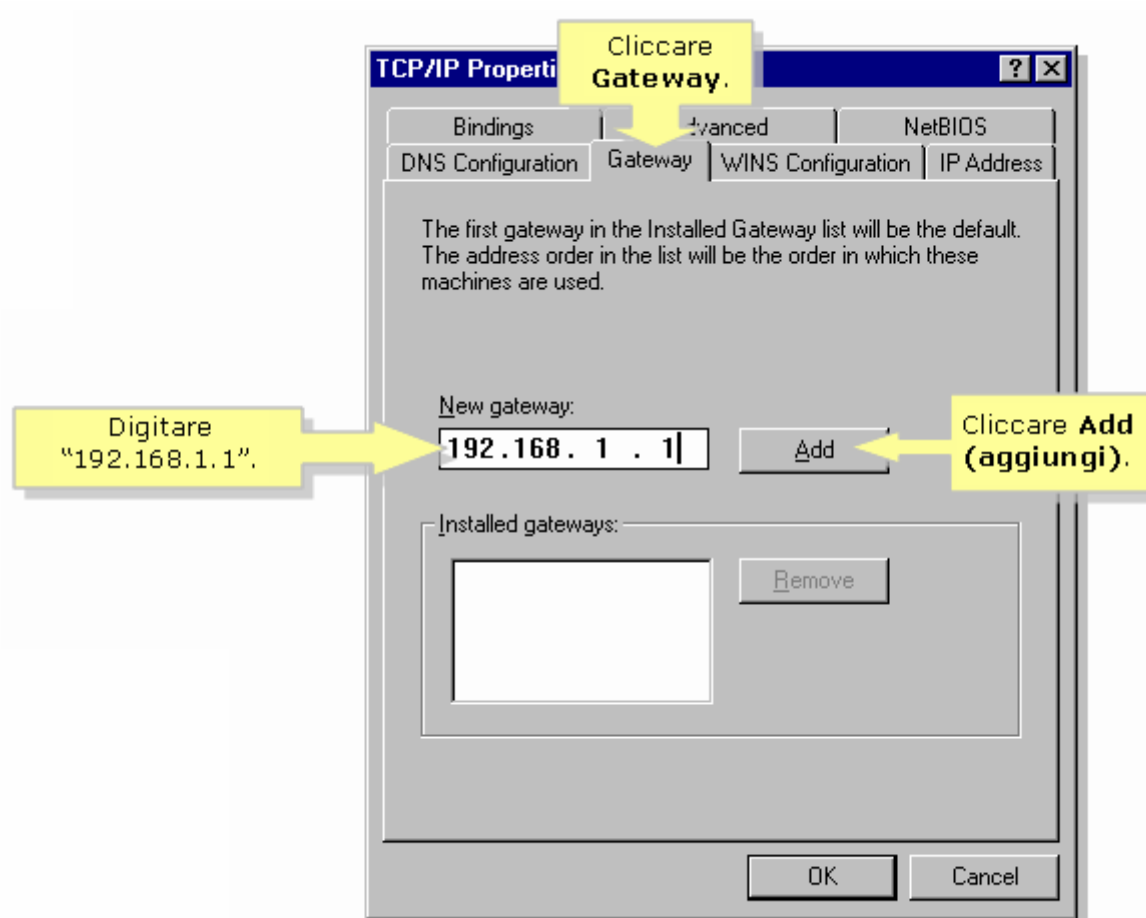 Cliccare
Gateway.
TCP/IP Properti
Bindings
dvanced
NetBIOS
DNS Configuration
Gateway
WINS Configuration
IP Address
The first gateway in the Installed Gateway list will be the default.
The address order in the list will be the order in which these
machines are used.
New gateway:
Digitare
"192.168.1.1".
192.168. 1 . 1
Add
Cliccare Add
(aggiungi).
Installed gateways:
Remove
OK
Cancel